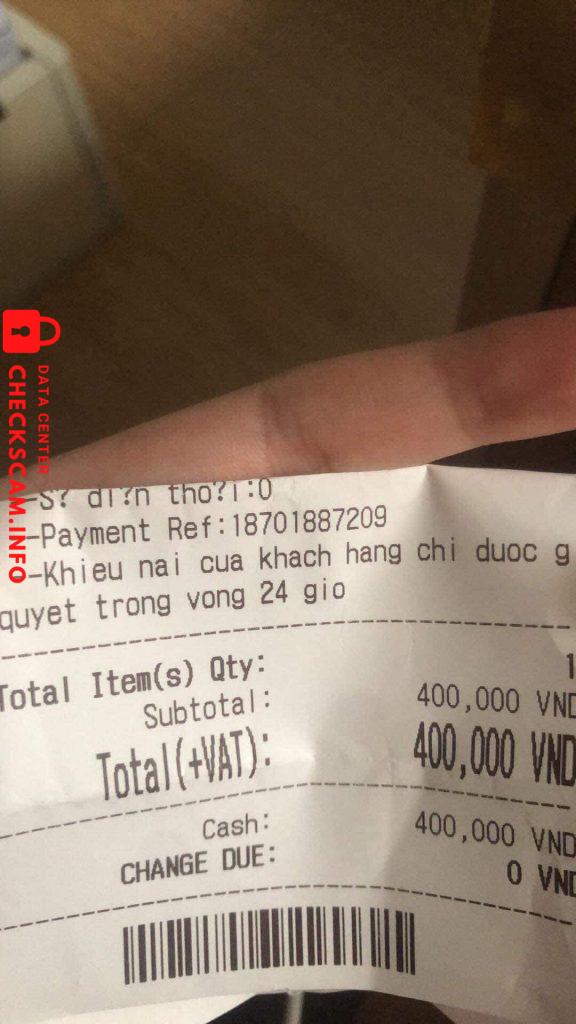 -S? di?n tho?i:0
-Payment Ref:18701887209
-Khieu nai cua khach hang chi duoc g
quyet trong vong 24 gio
Total Item(s) Qty: 1
Subtotal: 400,000 VND
Total(+VAT): 400,000 VND
Cash: 400,000 VND
CHANGE DUE: 0 VND
DATA CENTER
CHECKSCAM.INFO